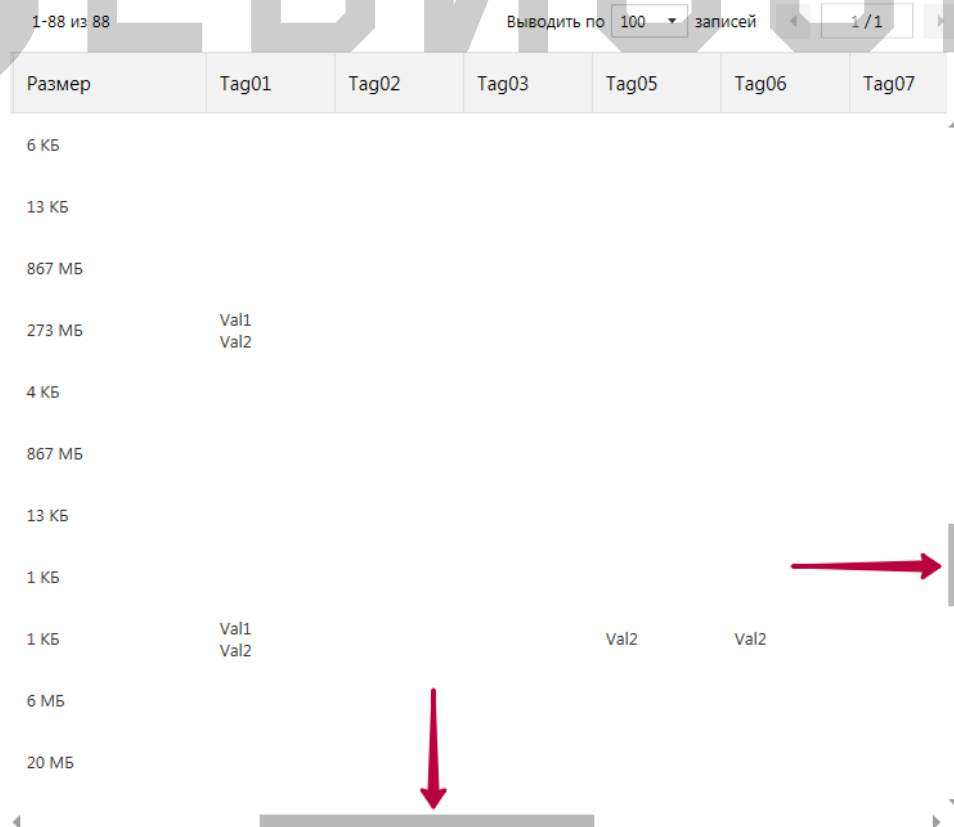 1-88 из 88 Выводить по 100 записей 1 /1
Размер Tag01 Tag02 Tag03 Tag05 Tag06 Tag07
6 КБ
13 КБ
867 МБ
273 МБ Val1
Val2
4 КБ
867 МБ
13 КБ
1 КБ
1 КБ Val1 Val2 Val2
Val2
6 МБ
20 МБ